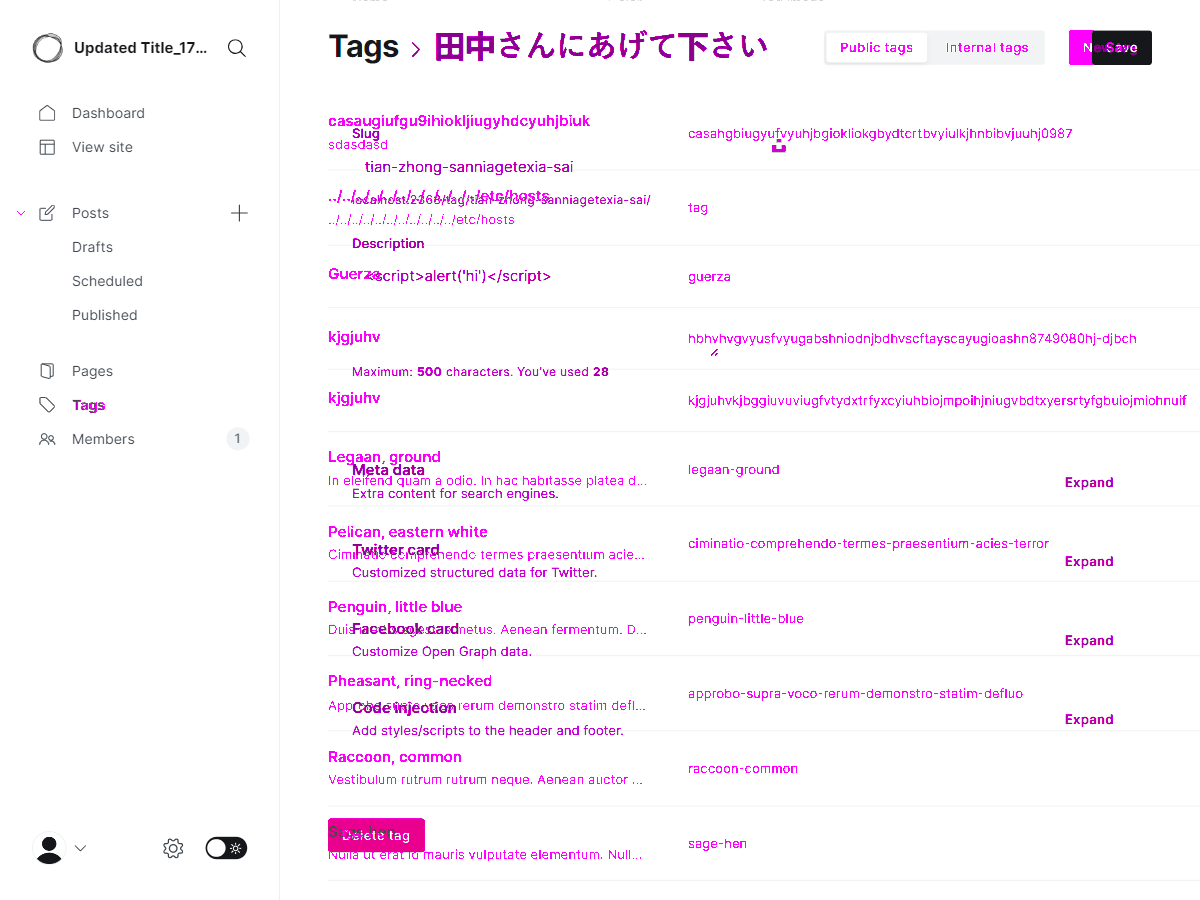 Updated Title_17...
Tags > 田中さんにあげて下さい
Public tags
Internal tags
Save
Dashboard
View site
Posts
Drafts
Scheduled
Published
Pages
Tags
Members
1
casaugiufgu9ihiokljiugyhdcyuhjbiuk
Slug
sdasdasd
casahgbiugyufvyuhjbgiokliokgbydtcrtbvyiulkjhnbibvjuuhj0987
tian-zhong-sanniagetexia-sai
../../../../../../../../../../etc/hosts
localhost:2368/tag/tian-zhong-sanniagetexia-sai/
tag
../../../../../../../../../../etc/hosts
Description
Guerza
<script>alert('hi')</script>
guerza
kjgjuhv
hbhvhvgvyusfvyugabshniodnjbdhvscftayscayugioashn8749080hj-djbch
Maximum: 500 characters. You've used 28
kjgjuhv
kjgjuhvkjbggiuvuviugfvtydxtrfyxcyiuhbiojmpoihjniugvbdtxyersrtyfgbuiojmiohnuif
Legaan, ground
Meta data
legaan-ground
In eleifend quam a odio. In hac habitasse platea d...
Extra content for search engines.
Expand
Pelican, eastern white
Twitter card
ciminatio-comprehendo-termes-praesentium-acies-terror
Ciminatio comprehendo termes praesentium acie...
Customized structured data for Twitter.
Expand
Penguin, little blue
Facebook card
penguin-little-blue
metus. Aenean fermentum. D...
Customize Open Graph data.
Expand
Pheasant, ring-necked
approbo-supra-voco-rerum-demonstro-statim-defluo
Approbo supra voco rerum demonstro statim defl...
Code injection
Add styles/scripts to the header and footer.
Expand
Raccoon, common
raccoon-common
Vestibulum rutrum rutrum neque. Aenean auctor ...
Delete tag
sage-hen
Nulla ut erat id mauris vulputate elementum. Null...